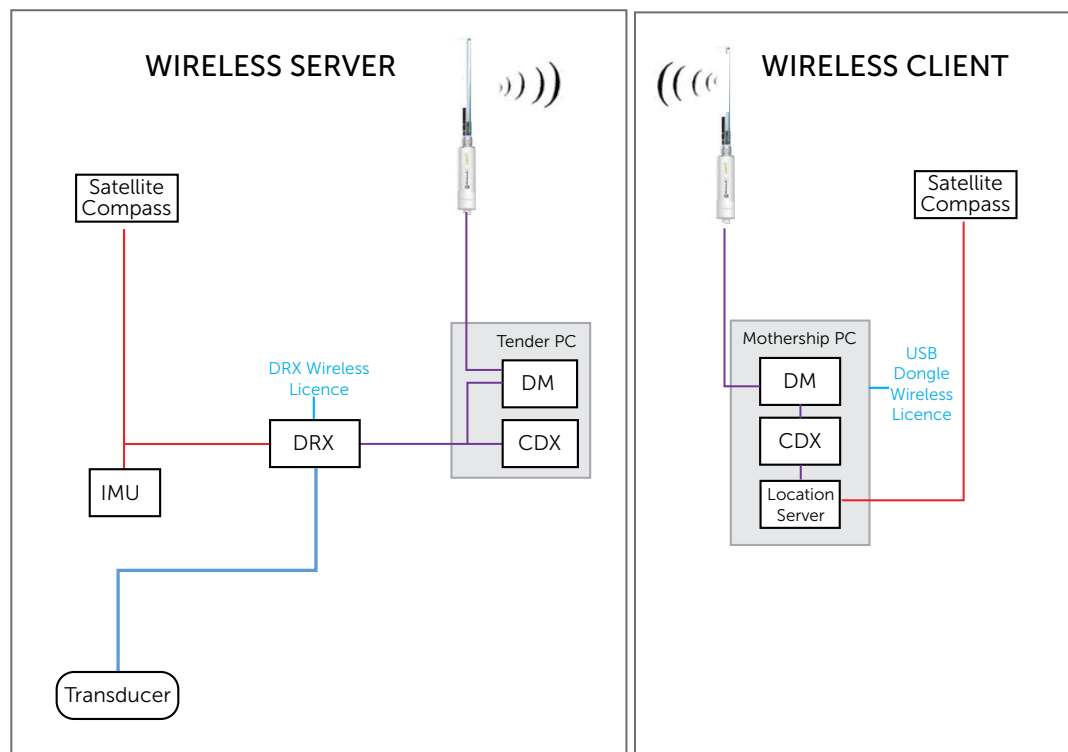 WIRELESS SERVER
Satellite
Compass
Tender PC
DM
CDX
DRX Wireless
Licence
DRX
IMU
Transducer
WIRELESS CLIENT
Satellite
Compass
Mothership PC
DM
CDX
Location
Server
USB
Dongle
Wireless
Licence